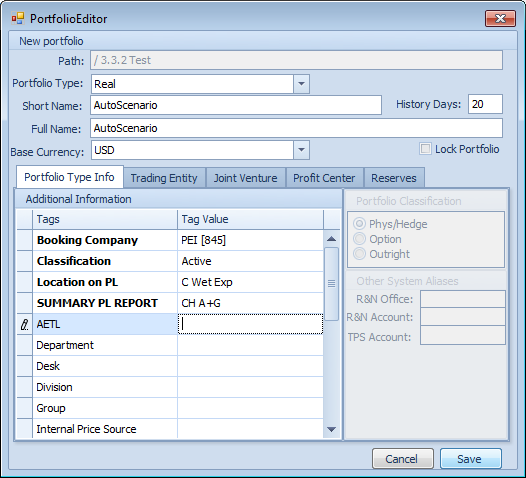 PortfolioEditor
New portfolio
Path: / 3.3.2 Test
Portfolio Type: Real
Short Name: AutoScenario History Days: 20
Full Name: AutoScenario
Base Currency: USD Lock Portfolio
Portfolio Type Info Trading Entity Joint Venture Profit Center Reserves
Additional Information Portfolio Classification
Tags Tag Value
Phys/Hedge
Booking Company PEI [845]
Option
Classification Active
Outright
Location on PL C Wet Exp
Other System Aliases
SUMMARY PL REPORT CH A+G
R&N Office:
AETL
R&N Account:
Department
TPS Account:
Desk
Division
Group
Internal Price Source
Cancel Save